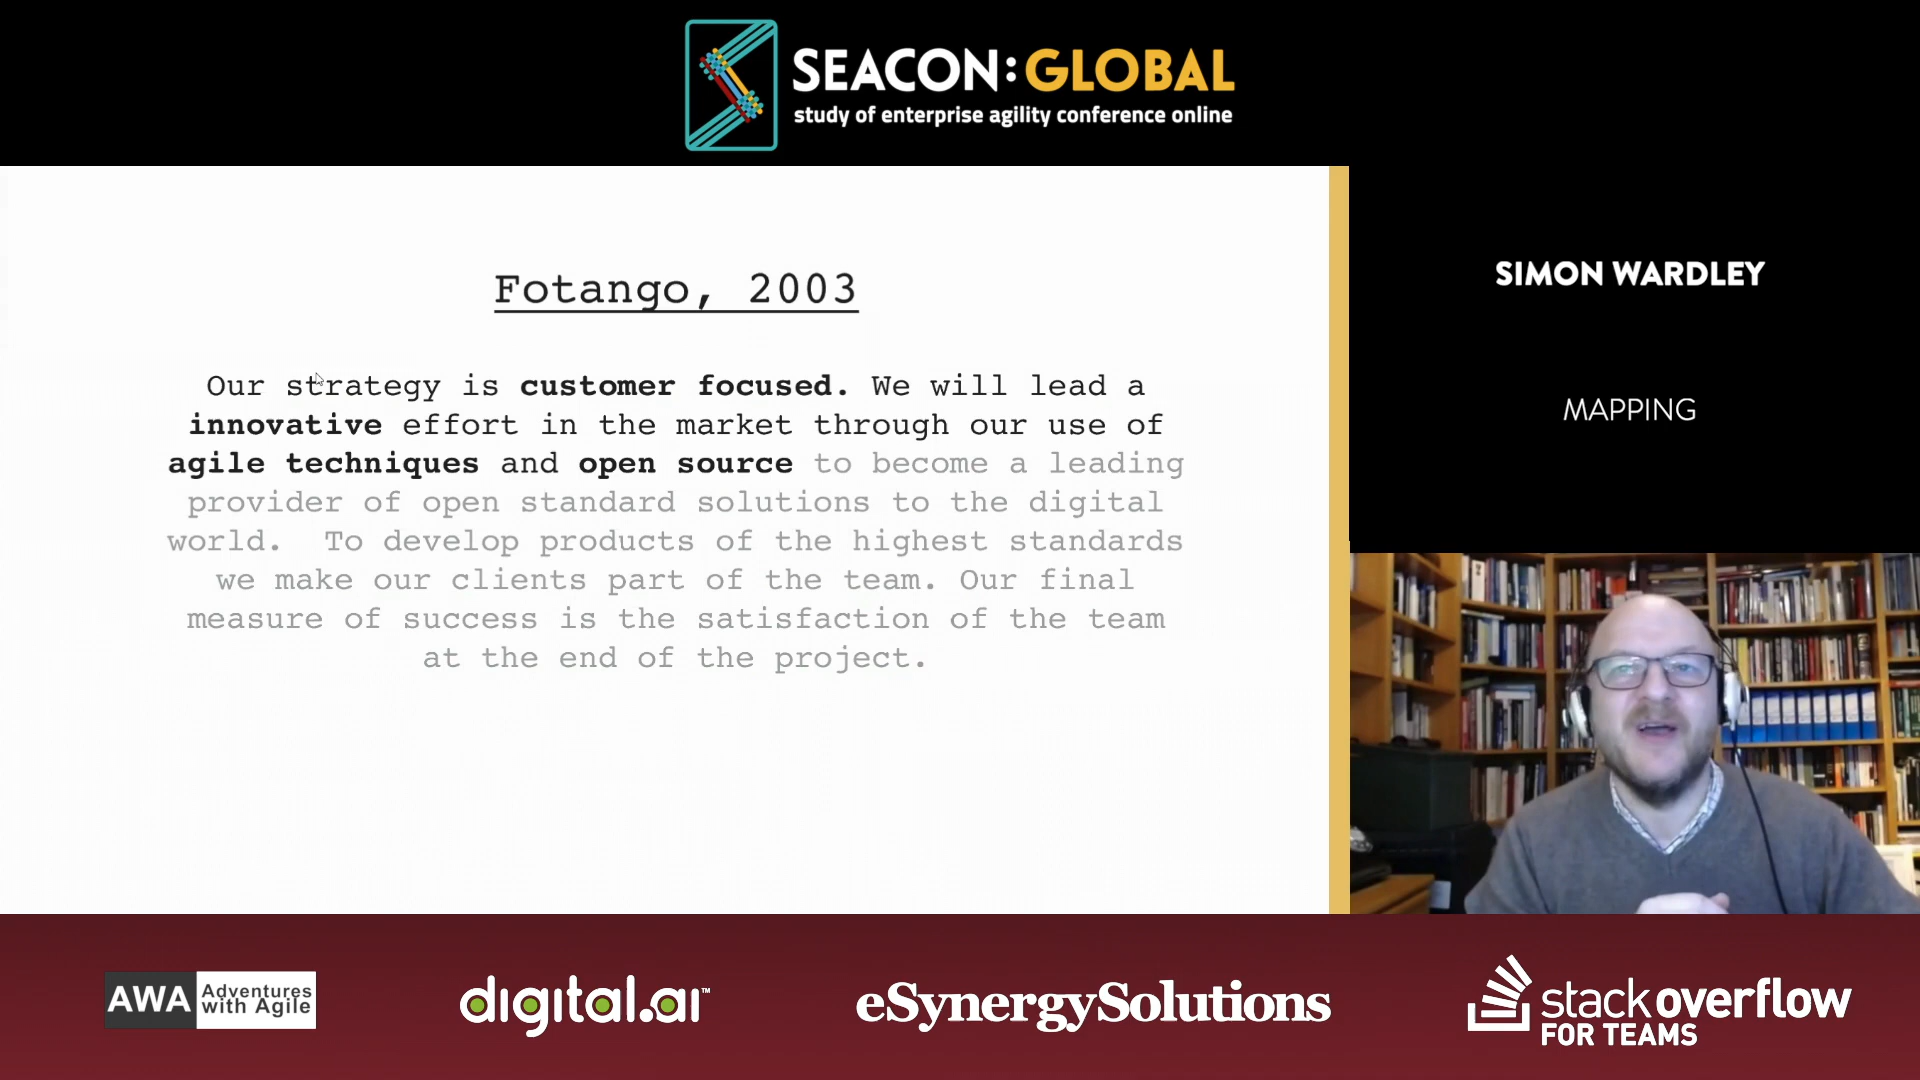 SEACON:GLOBAL
study of enterprise agility conference online
Fotango, 2003
Our strategy is customer focused. We will lead a
innovative effort in the market through our use of
agile techniques and open source to become a leading
provider of open standard solutions to the digital
world.  To develop products of the highest standards
we make our clients part of the team. Our final
measure of success is the satisfaction of the team
at the end of the project.
SIMON WARDLEY
MAPPING
AWA Adventures
with Agile
digital.ai™
eSynergySolutions
stackoverflow
FOR TEAMS